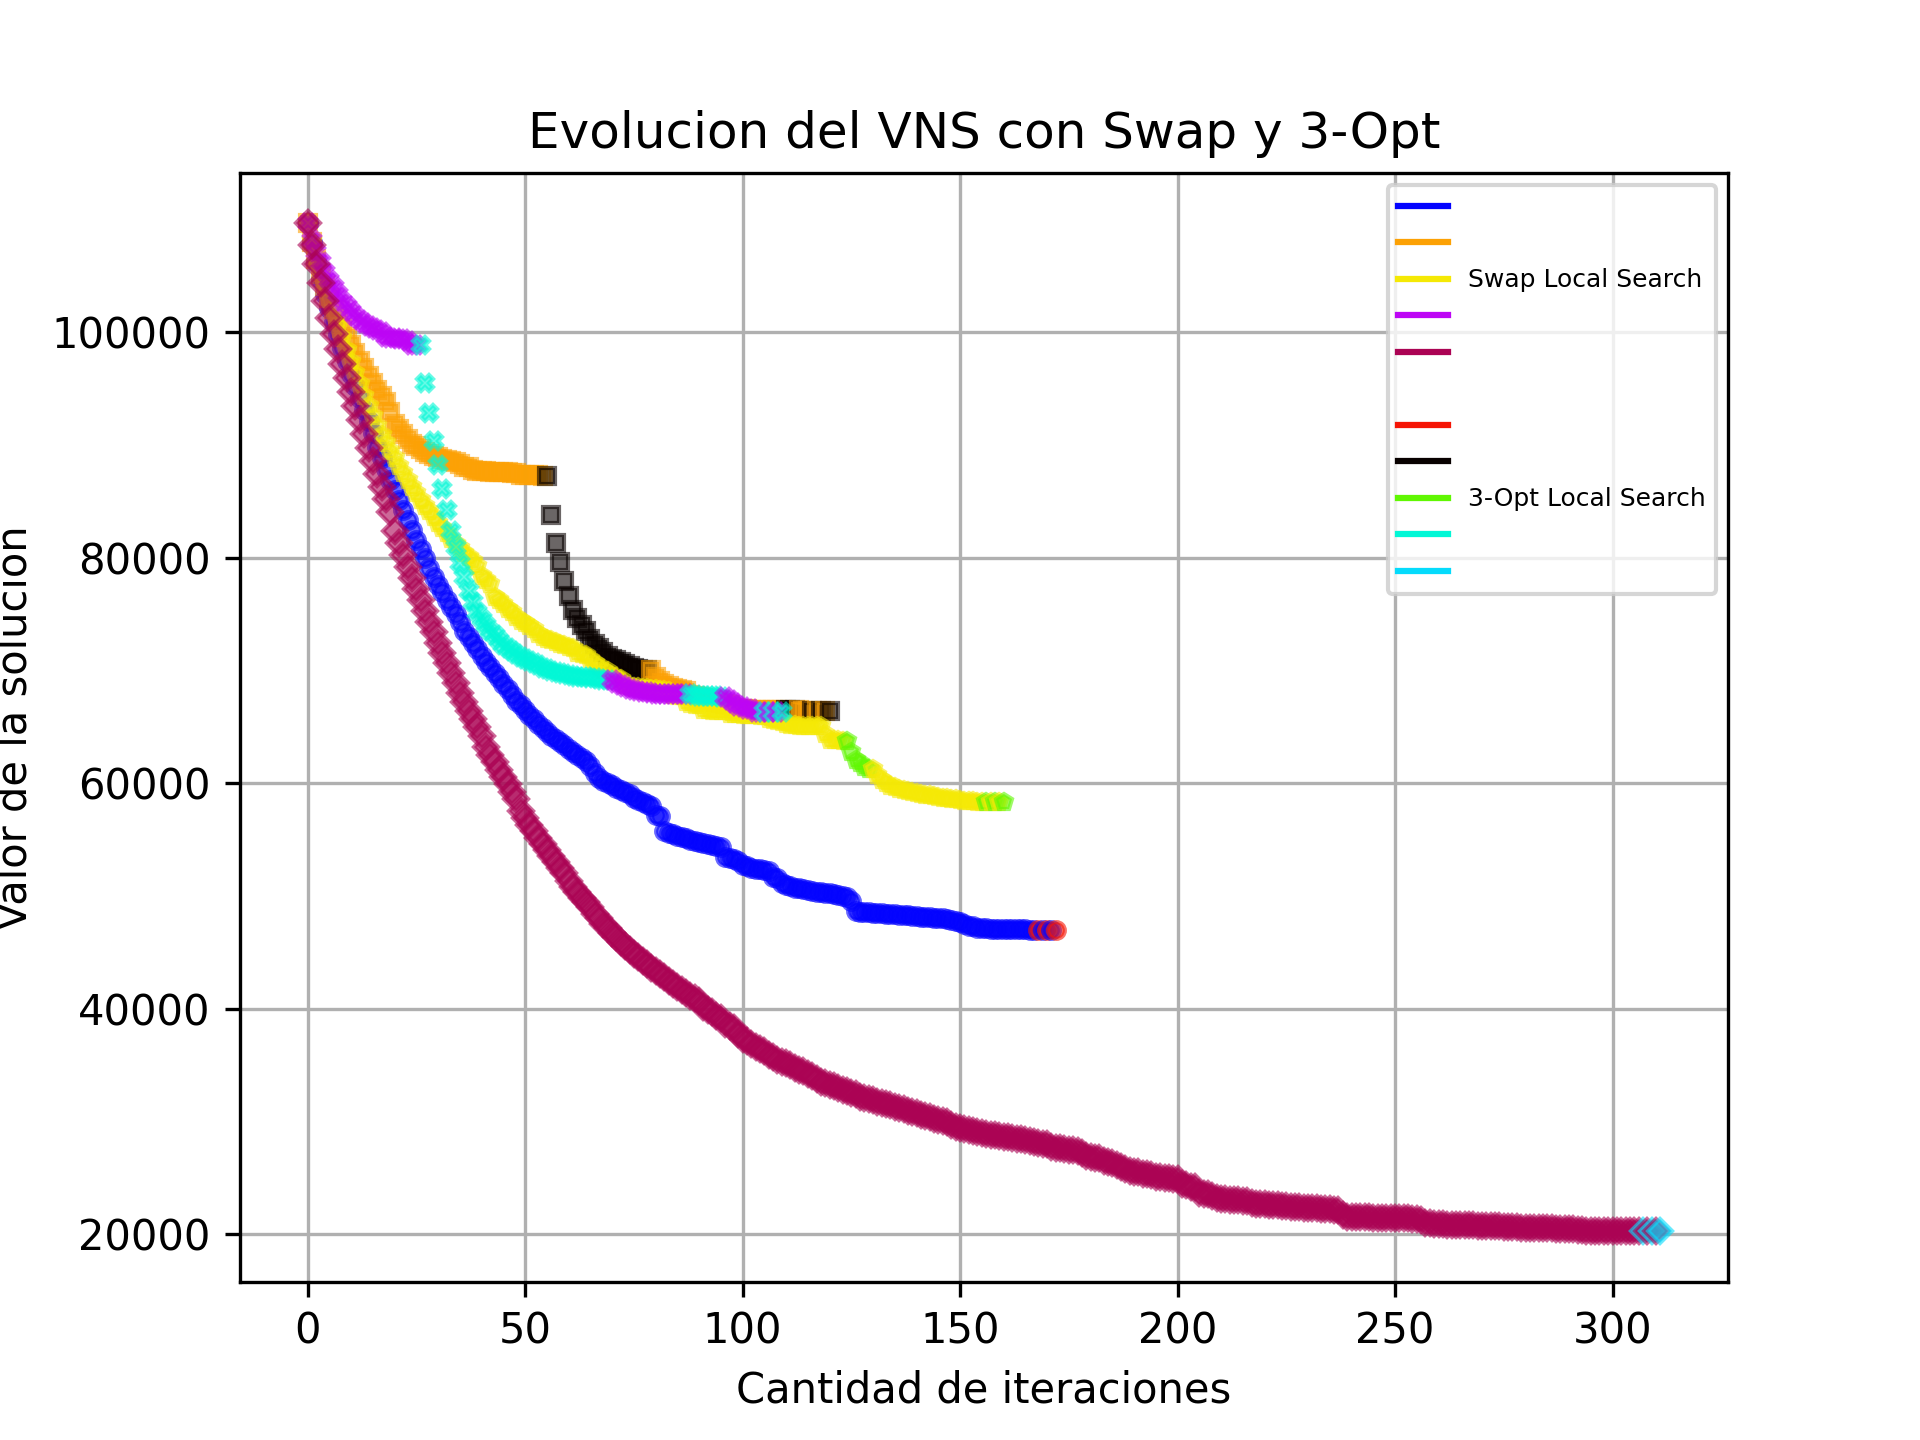 Evolucion del VNS con Swap y 3-Opt
Swap Local Search
3-Opt Local Search
Valor de la solucion
100000
80000
60000
40000
20000
0 50 100 150 200 250 300
Cantidad de iteraciones